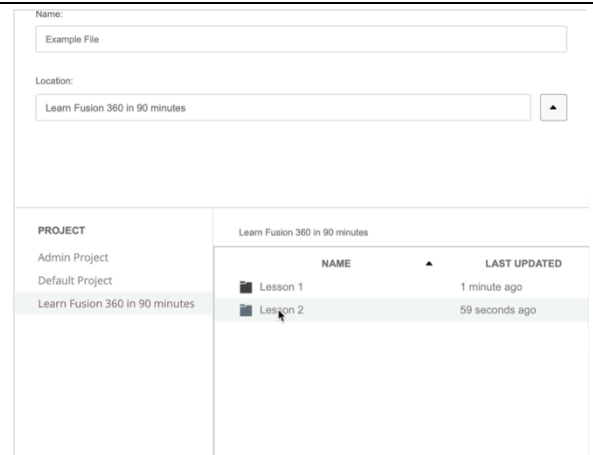 Name:
Example File
Location:
Learn Fusion 360 in 90 minutes
PROJECT
Admin Project
Default Project
Learn Fusion 360 in 90 minutes
Learn Fusion 360 in 90 minutes
NAME LAST UPDATED
Lesson 1 1 minute ago
Lesson 2 59 seconds ago